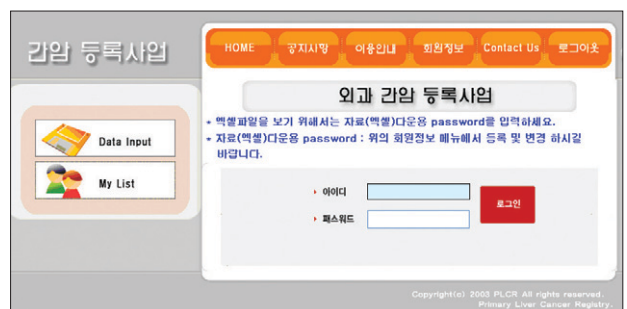 간암 등록사업
HOME 공지사항 이용안내 회원정보 Contact Us 로그아웃
외과 간암 등록사업
• 엑셀파일을 보기 위해서는 자료(엑셀)다운용 password를 입력하세요.
• 자료(엑셀)다운용 password : 위의 회원정보 메뉴에서 등록 및 변경 하시길
바랍니다.
Data Input
My List
아이디
패스워드
로그인
Copyright(c) 2003 PLCR All rights reserved.
Primary Liver Cancer Registry.